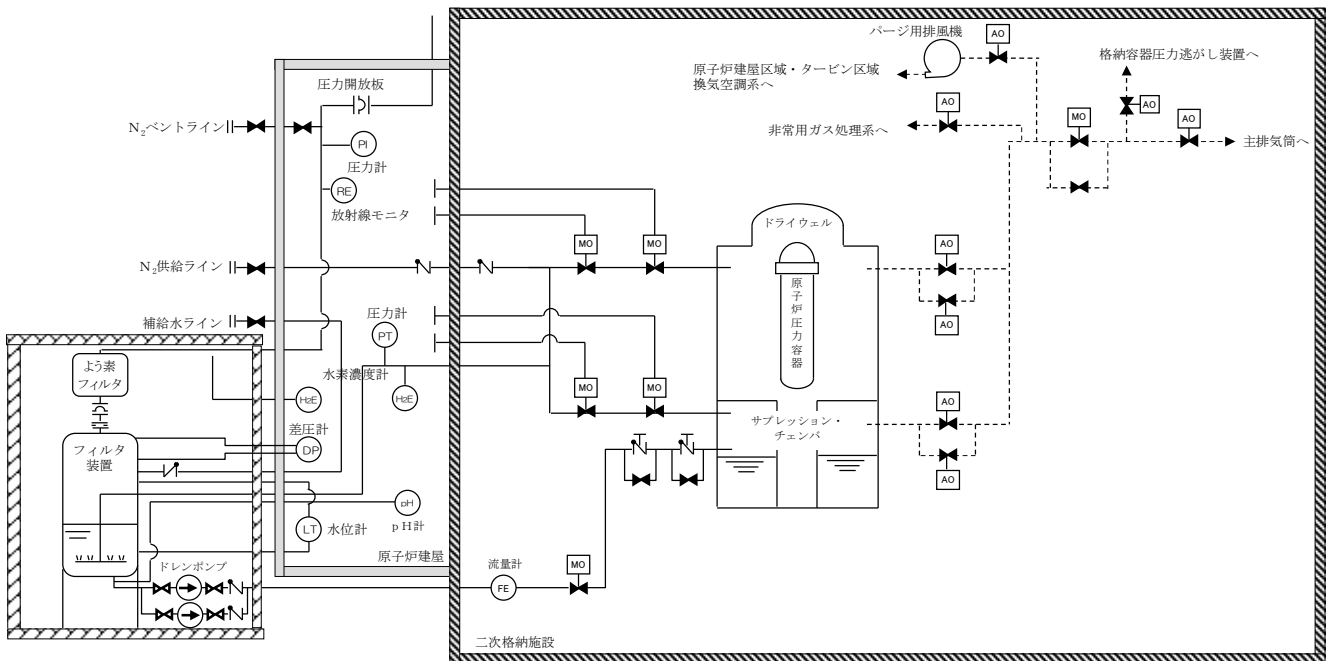 パージ用排風機
AO
格納容器圧力逃がし装置へ
原子炉建屋区域・タービン区域
換気空調系へ
AO
AO
MO
AO
非常用ガス処理系へ
主排気筒へ
圧力開放板
N₂ベントライン
PI
圧力計
RE
放射線モニタ
MO
MO
ドライウェル
AO
N₂供給ライン
原子炉圧力容器
AO
補給水ライン
圧力計
PT
よう素
フィルタ
水素濃度計
H2E
H2E
MO
MO
AO
サプレッション・
チェンバ
差圧計
DP
フィルタ
装置
AO
pH
pH計
LT
水位計
原子炉建屋
ドレンポンプ
流量計
FE
MO
二次格納施設